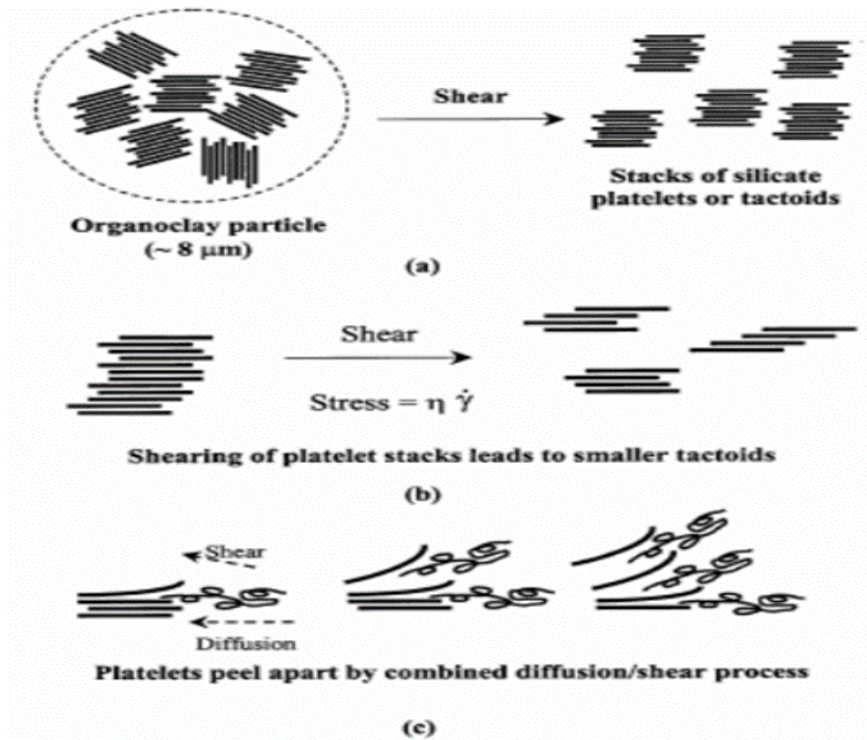 Shear
Organoclay particle
(~ 8 μm)
Stacks of silicate
platelets or tactoids
(a)
Shear
Stress = η γ̇
Shearing of platelet stacks leads to smaller tactoids
(b)
Shear
Diffusion
Platelets peel apart by combined diffusion/shear process
(c)